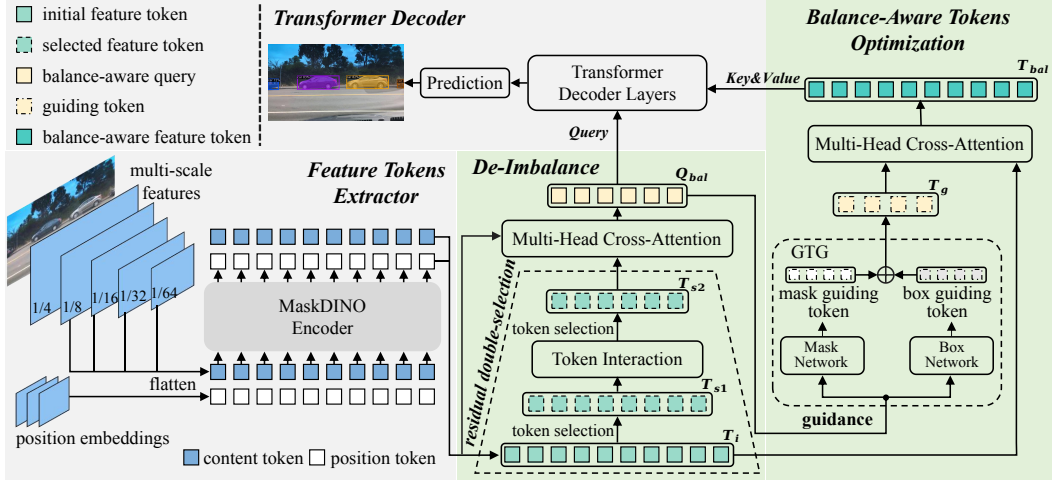 initial feature token
selected feature token
balance-aware query
guiding token
balance-aware feature token
Transformer Decoder
Prediction
Transformer
Decoder Layers
Key&Value
Query
Balance-Aware Tokens
Optimization
T_bal
Multi-Head Cross-Attention
T_g
GTG
mask guiding
token
box guiding
token
Mask
Network
Box
Network
guidance
multi-scale
features
Feature Tokens
Extractor
1/4
1/8
1/16
1/32
1/64
MaskDINO
Encoder
flatten
position embeddings
content token
position token
De-Imbalance
Q_bal
Multi-Head Cross-Attention
residual double-selection
T_s2
token selection
Token Interaction
T_s1
token selection
T_i